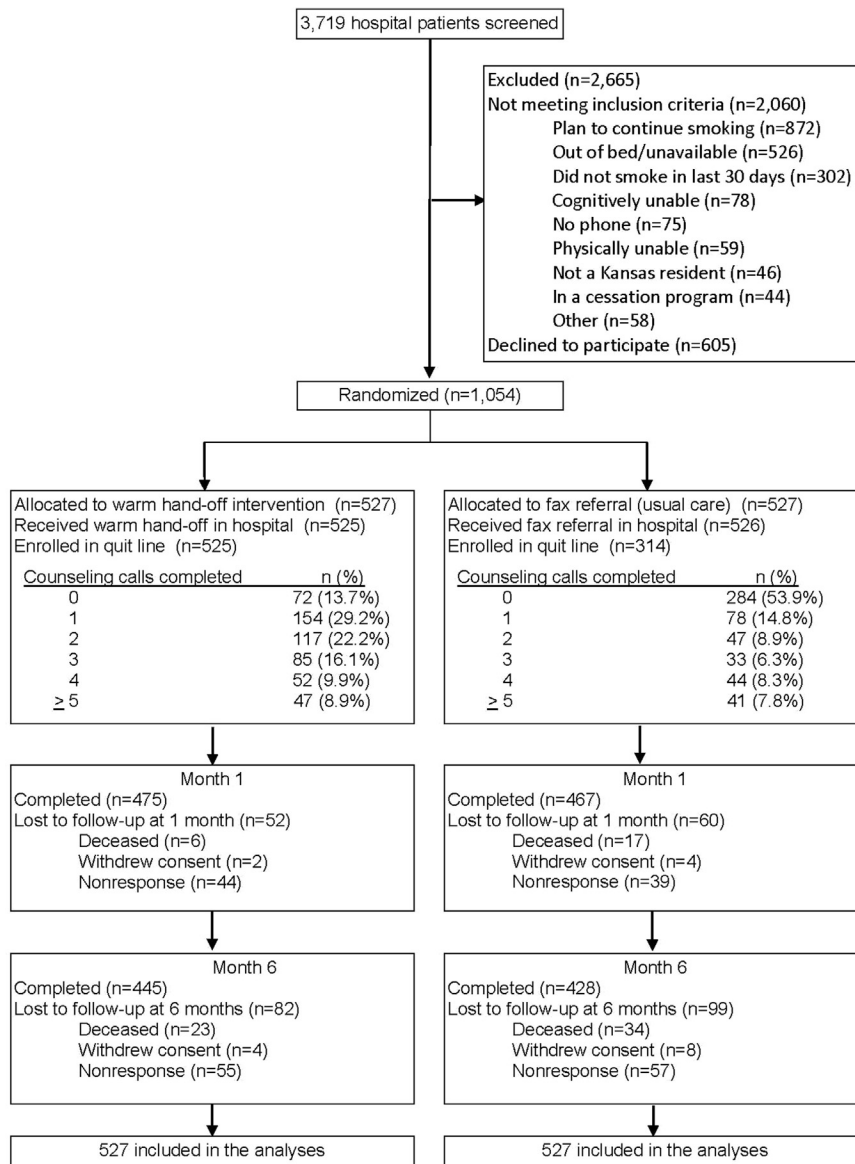 3,719 hospital patients screened
Excluded (n=2,665)
Not meeting inclusion criteria (n=2,060)
Plan to continue smoking (n=872)
Out of bed/unavailable (n=526)
Did not smoke in last 30 days (n=302)
Cognitively unable (n=78)
No phone (n=75)
Physically unable (n=59)
Not a Kansas resident (n=46)
In a cessation program (n=44)
Other (n=58)
Declined to participate (n=605)
Randomized (n=1,054)
Allocated to warm hand-off intervention (n=527)
Received warm hand-off in hospital (n=525)
Enrolled in quit line (n=525)
Counseling calls completed n (%)
0 72 (13.7%)
1 154 (29.2%)
2 117 (22.2%)
3 85 (16.1%)
4 52 (9.9%)
≥ 5 47 (8.9%)
Allocated to fax referral (usual care) (n=527)
Received fax referral in hospital (n=526)
Enrolled in quit line (n=314)
Counseling calls completed n (%)
0 284 (53.9%)
1 78 (14.8%)
2 47 (8.9%)
3 33 (6.3%)
4 44 (8.3%)
≥ 5 41 (7.8%)
Month 1
Completed (n=475)
Lost to follow-up at 1 month (n=52)
Deceased (n=6)
Withdrew consent (n=2)
Nonresponse (n=44)
Month 1
Completed (n=467)
Lost to follow-up at 1 month (n=60)
Deceased (n=17)
Withdrew consent (n=4)
Nonresponse (n=39)
Month 6
Completed (n=445)
Lost to follow-up at 6 months (n=82)
Deceased (n=23)
Withdrew consent (n=4)
Nonresponse (n=55)
Month 6
Completed (n=428)
Lost to follow-up at 6 months (n=99)
Deceased (n=34)
Withdrew consent (n=8)
Nonresponse (n=57)
527 included in the analyses
527 included in the analyses